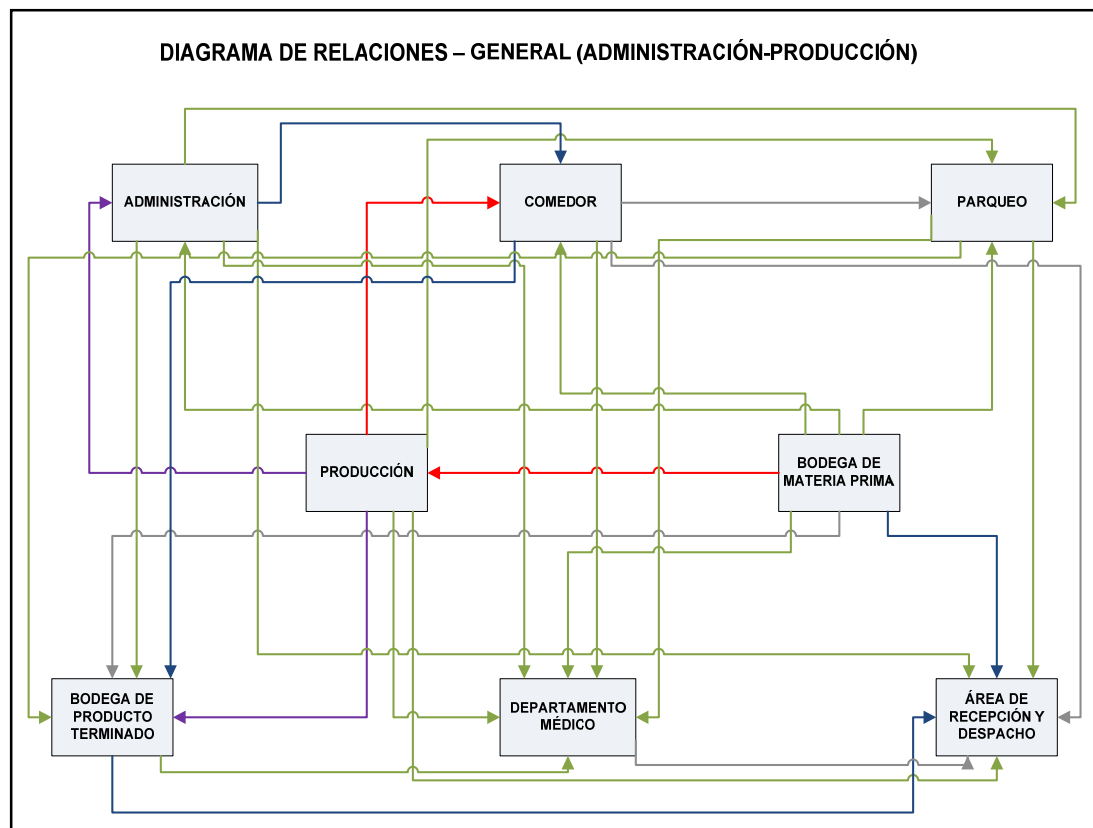 DIAGRAMA DE RELACIONES – GENERAL (ADMINISTRACIÓN-PRODUCCIÓN)
ADMINISTRACIÓN
COMEDOR
PARQUEO
PRODUCCIÓN
BODEGA DE
MATERIA PRIMA
BODEGA DE
PRODUCTO
TERMINADO
DEPARTAMENTO
MÉDICO
ÁREA DE
RECEPCIÓN Y
DESPACHO